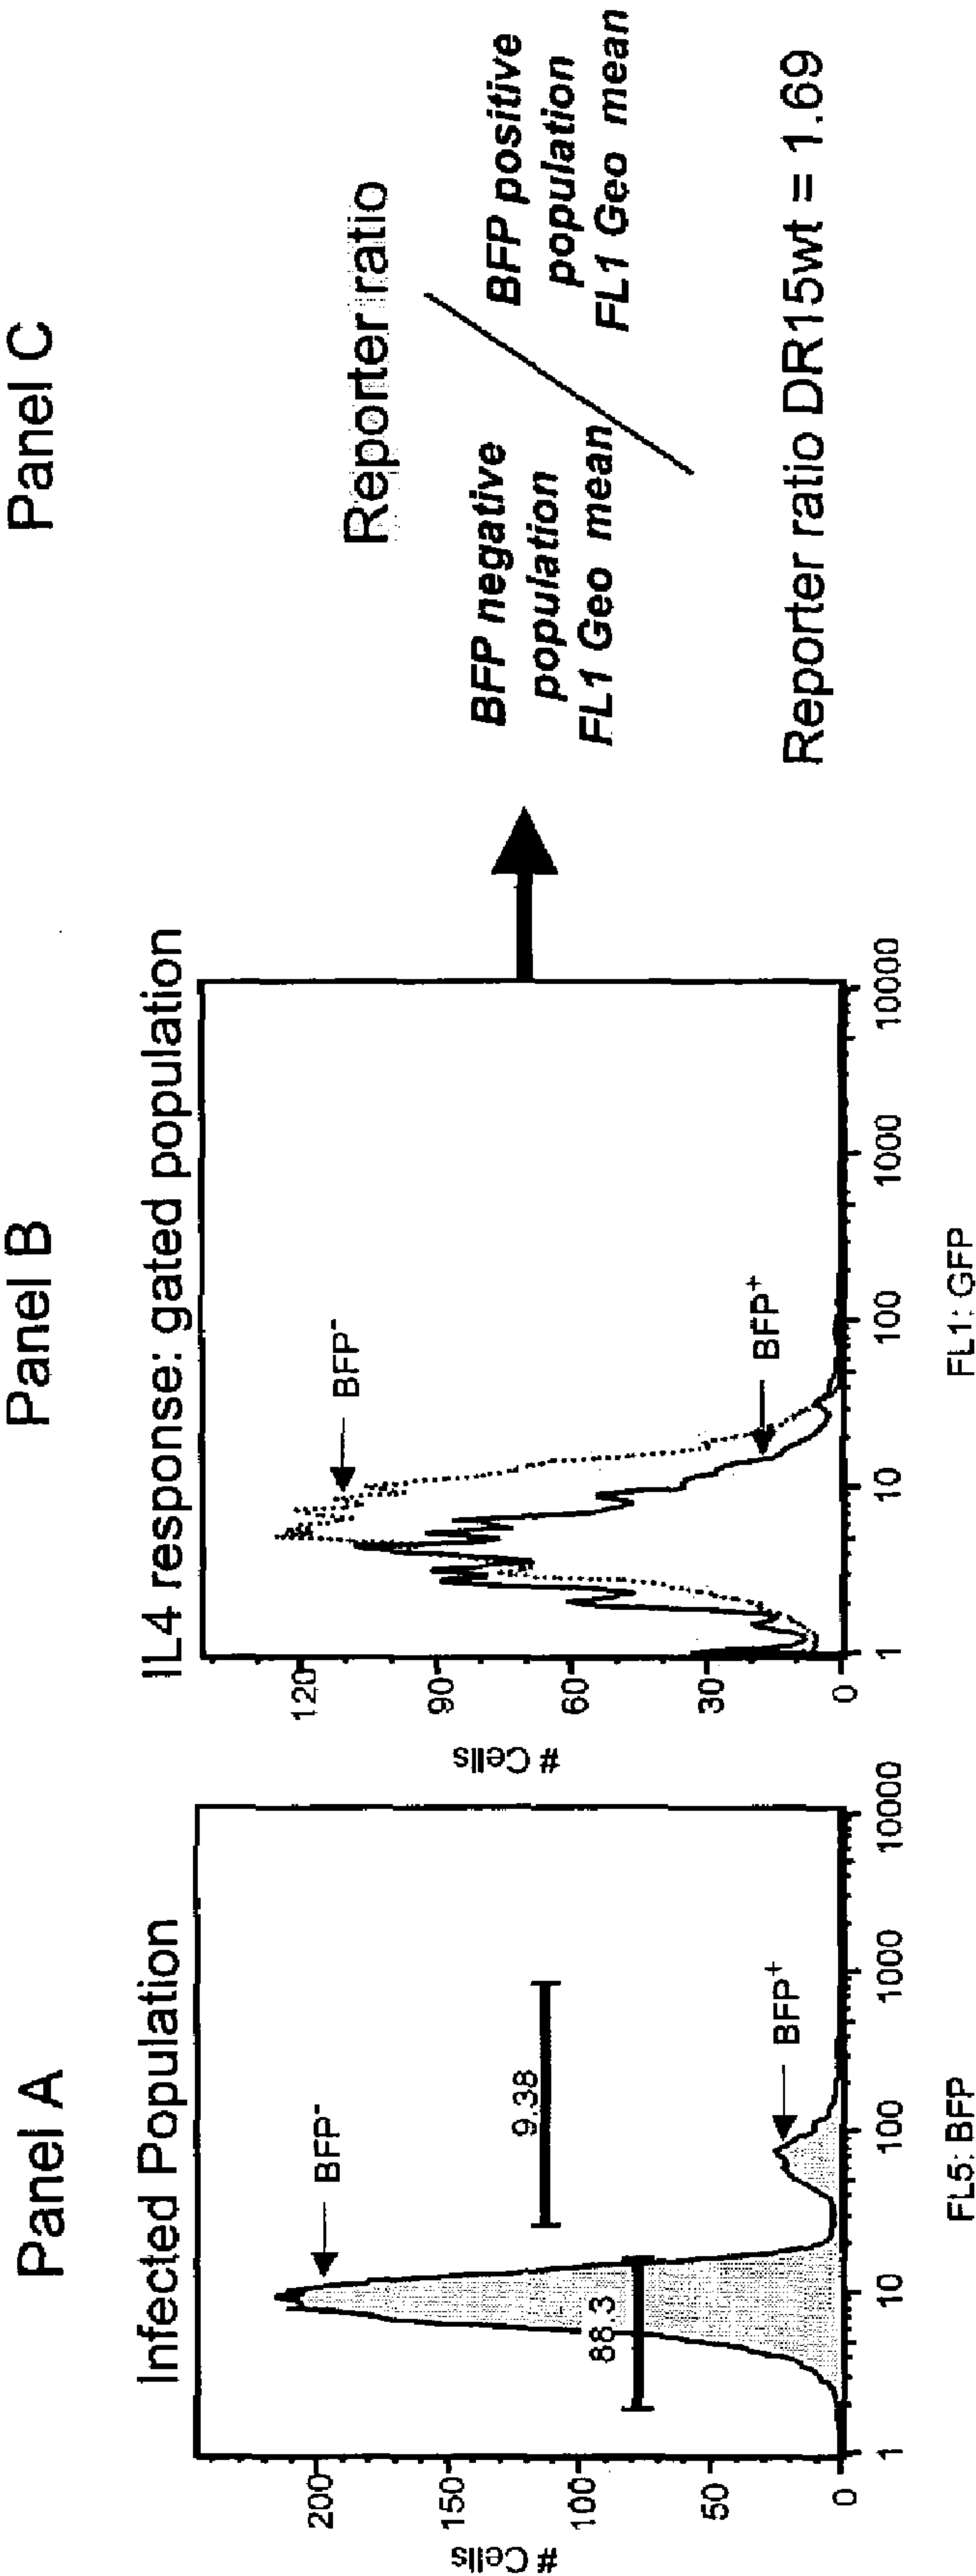 Panel A
Infected Population
# Cells
200
150
100
50
0
BFP-
88.3
9.38
BFP+
1
10
100
1000
10000
FL5: BFP
Panel B
IL4 response: gated population
# Cells
120
90
60
30
0
BFP-
BFP+
1
10
100
1000
10000
FL1: GFP
Panel C
Reporter ratio
BFP negative
population
FL1 Geo mean
BFP positive
population
FL1 Geo mean
Reporter ratio DR15wt = 1.69